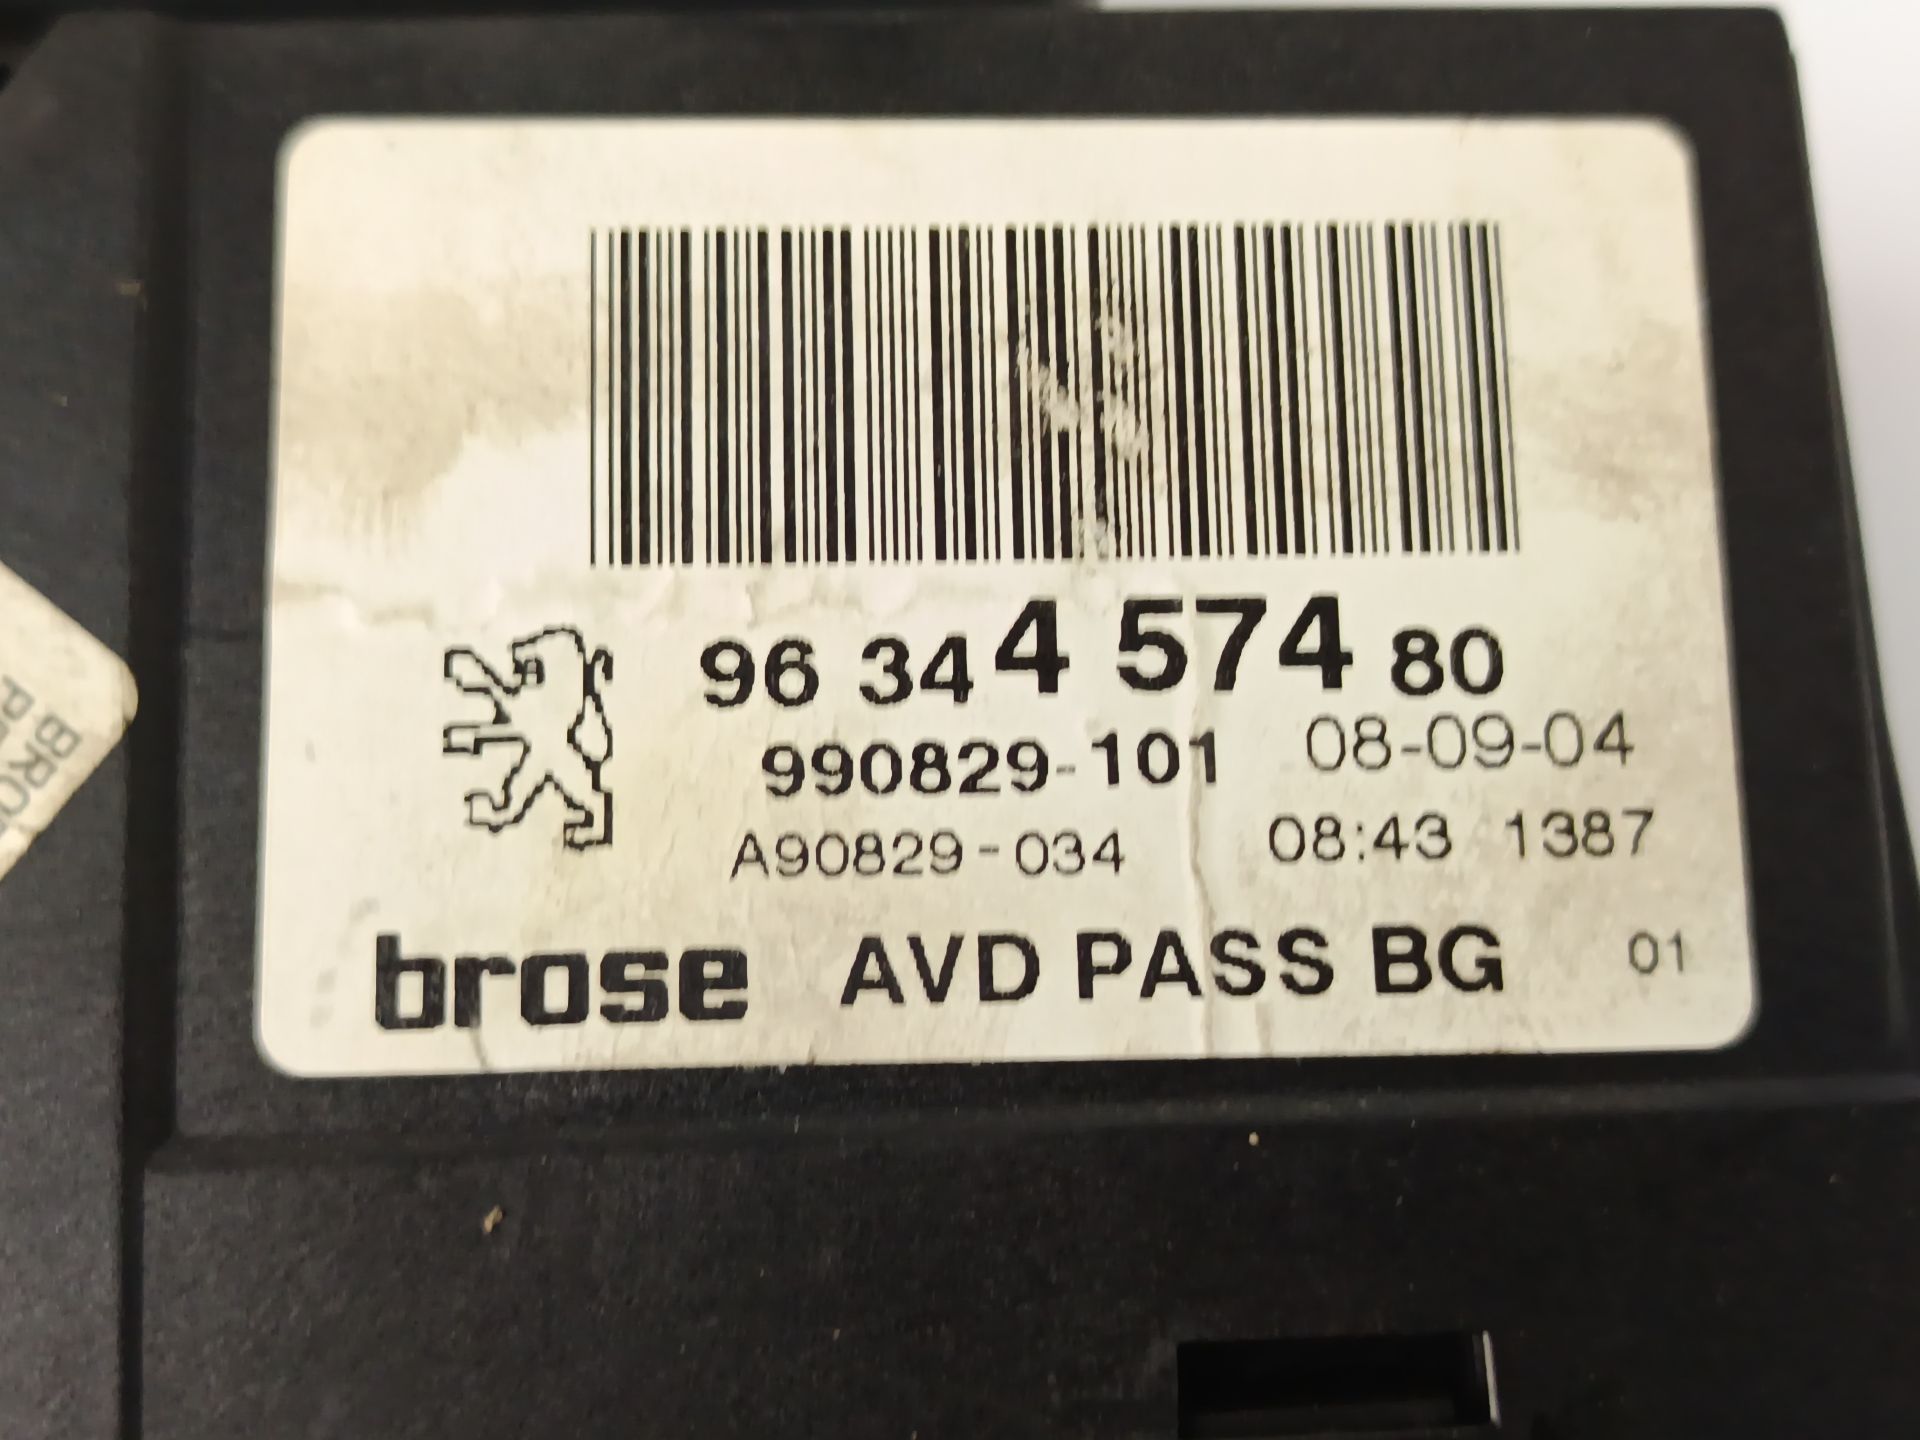 96 34 4 574 80
990829-101 08-09-04
A90829-034 08:43 1387
brose AVD PASS BG 01